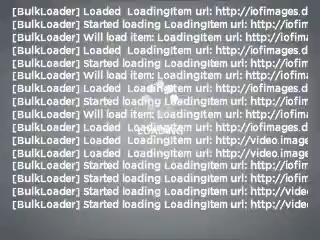 [BulkLoader] Loaded LoadingItem url: http://iofimages.d
[BulkLoader] Started loading LoadingItem url: http://iofim
[BulkLoader] Will load item: LoadingItem url: http://iofima
[BulkLoader] Loaded LoadingItem url: http://iofimages.d
[BulkLoader] Started loading LoadingItem url: http://iofim
[BulkLoader] Will load item: LoadingItem url: http://iofima
[BulkLoader] Loaded LoadingItem url: http://iofimages.d
[BulkLoader] Started loading LoadingItem url: http://iofim
[BulkLoader] Will load item: LoadingItem url: http://iofima
[BulkLoader] Loaded LoadingItem url: http://iofimages.d
LOADING
[BulkLoader] Loaded LoadingItem url: http://video.image
[BulkLoader] Loaded LoadingItem url: http://video.image
[BulkLoader] Started loading LoadingItem url: http://iofim
[BulkLoader] Started loading LoadingItem url: http://iofim
[BulkLoader] Started loading LoadingItem url: http://vide
[BulkLoader] Started loading LoadingItem url: http://vide